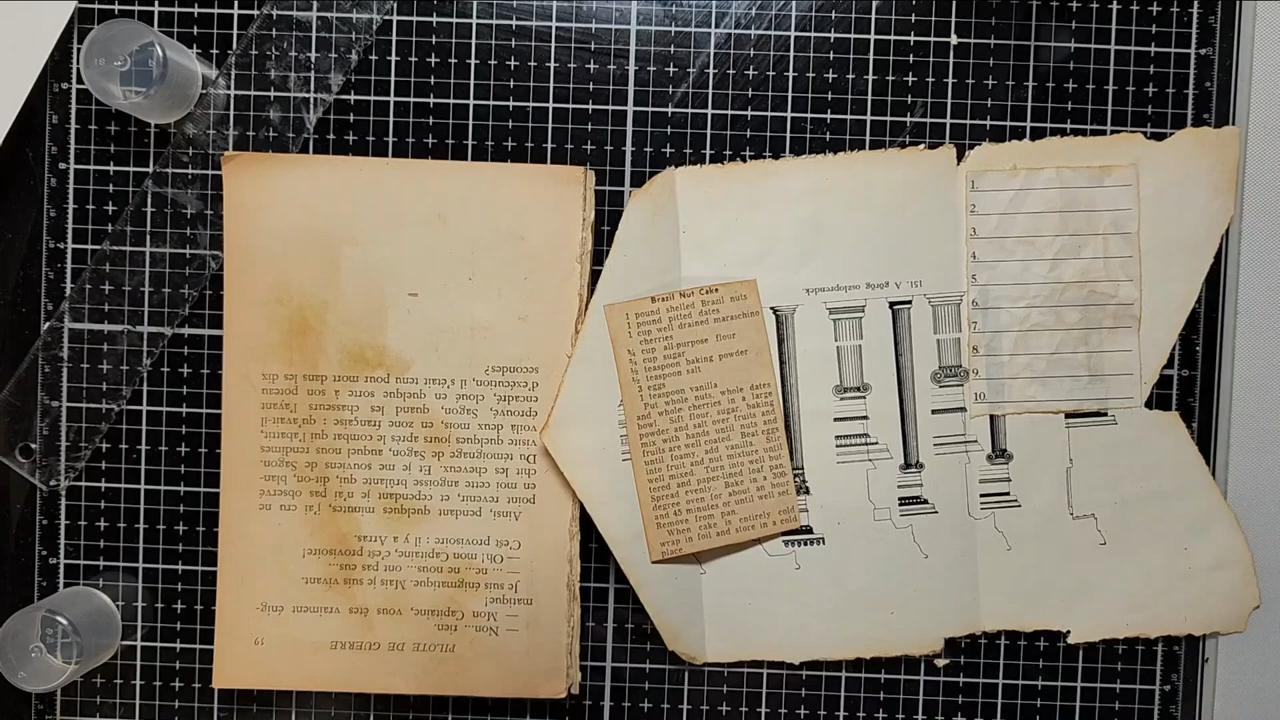 PILOTE DE GUERRE
— Non... rien.
— Mon Capitaine, vous êtes vraiment énig-
matique!
Je suis énigmatique. Mais je suis vivant.
— ... ne... ne nous... ont pas eus...
— Oh! mon Capitaine, c'est provisoire!
C'est provisoire : il y a Arras.
Ainsi, pendant quelques minutes, j'ai cru ne
point revenir, et cependant je n'ai pas observé
en moi cette angoisse brûlante qui, dit-on, blan-
chit les cheveux. Et je me souviens de Sagon.
Du témoignage de Sagon, auquel nous rendîmes
visite quelques jours après le combat qui l'abattit,
voilà deux mois, en zone française : qu'avait-il
éprouvé, Sagon, quand les chasseurs l'ayant
encadré, cloué en quelque sorte à son poteau
d'exécution, il s'était tenu pour mort dans les dix
secondes?
Brazil Nut Cake
1 pound shelled Brazil nuts
1 pound pitted dates
1 cup well drained maraschino
cherries
¾ cup all-purpose flour
¾ cup sugar
½ teaspoon baking powder
½ teaspoon salt
3 eggs
1 teaspoon vanilla
Put whole nuts, whole dates
and whole cherries in a large
bowl. Sift flour, sugar, baking
powder and salt over fruits and
mix with hands until nuts and
fruits are well coated. Beat eggs
until foamy, add vanilla. Stir
into fruit and nut mixture until
well mixed. Turn into well but-
tered and paper-lined loaf pan.
Spread evenly. Bake in a 300-
degree oven for about an hour
and 45 minutes or until well set.
Remove from pan.
When cake is entirely cold
wrap in foil and store in a cold
place.
151. A görög oszloprendek.
1.
2.
3.
4.
5.
6.
7.
8.
9.
10.